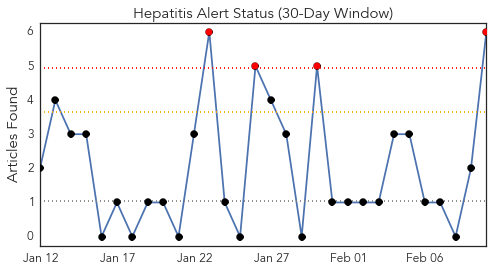 Hepatitis Alert Status (30-Day Window)
Articles Found
6
5
4
3
2
1
0
Jan 12 Jan 17 Jan 22 Jan 27 Feb 01 Feb 06